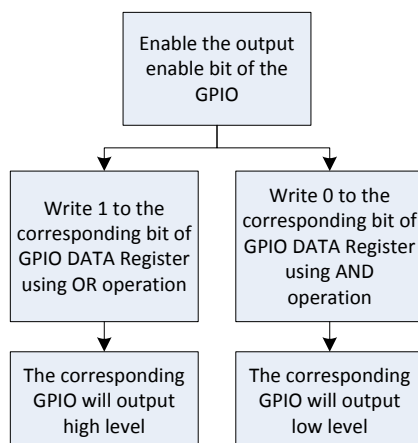 Enable the output
enable bit of the
GPIO
Write 1 to the
corresponding bit of
GPIO DATA Register
using OR operation
Write 0 to the
corresponding bit of
GPIO DATA Register
using AND
operation
The corresponding
GPIO will output
high level
The corresponding
GPIO will output
low level